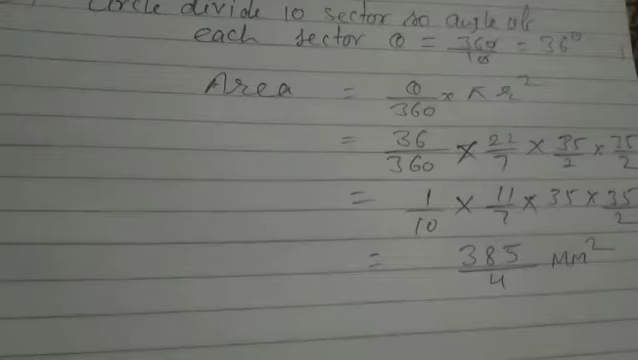 Circle divide 10 sector so angle of
each sector θ = 360/10 = 36°
Area = θ/360 × π r²
= 36/360 × 22/7 × 35/2 × 35/2
= 1/10 × 11/7 × 35 × 35/2
= 385/4 mm²